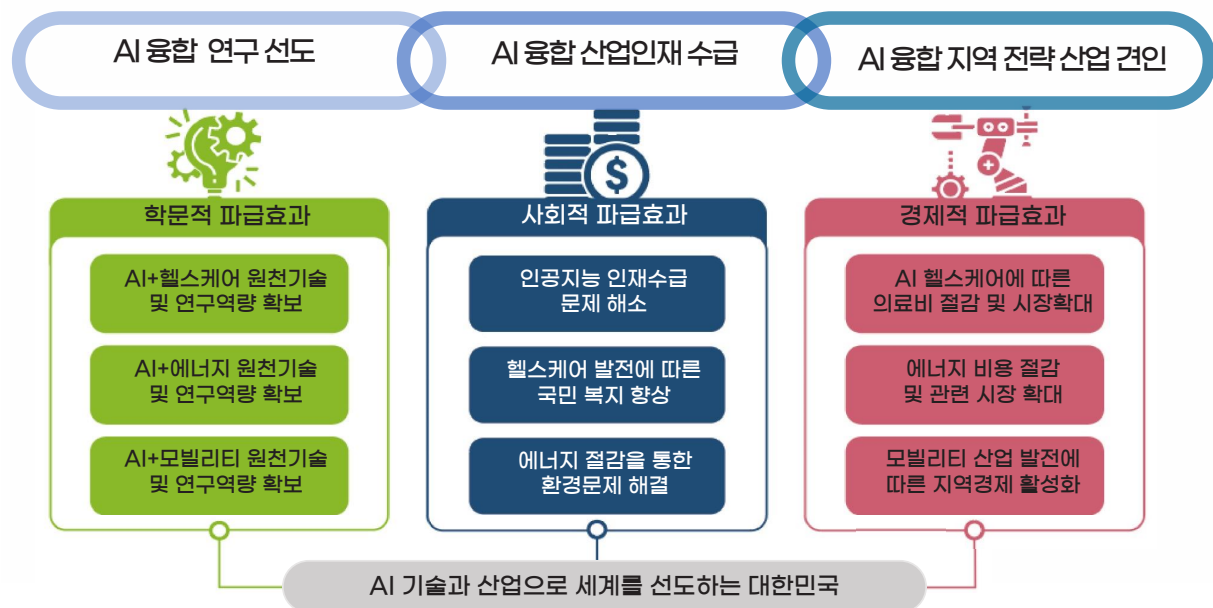 AI 융합 연구 선도
AI 융합 산업인재 수급
AI 융합 지역 전략 산업 견인
$
학문적 파급효과
AI+헬스케어 원천기술
및 연구역량 확보
AI+에너지 원천기술
및 연구역량 확보
AI+모빌리티 원천기술
및 연구역량 확보
사회적 파급효과
인공지능 인재수급
문제 해소
헬스케어 발전에 따른
국민 복지 향상
에너지 절감을 통한
환경문제 해결
경제적 파급효과
AI 헬스케어에 따른
의료비 절감 및 시장확대
에너지 비용 절감
및 관련 시장 확대
모빌리티 산업 발전에
따른 지역경제 활성화
AI 기술과 산업으로 세계를 선도하는 대한민국